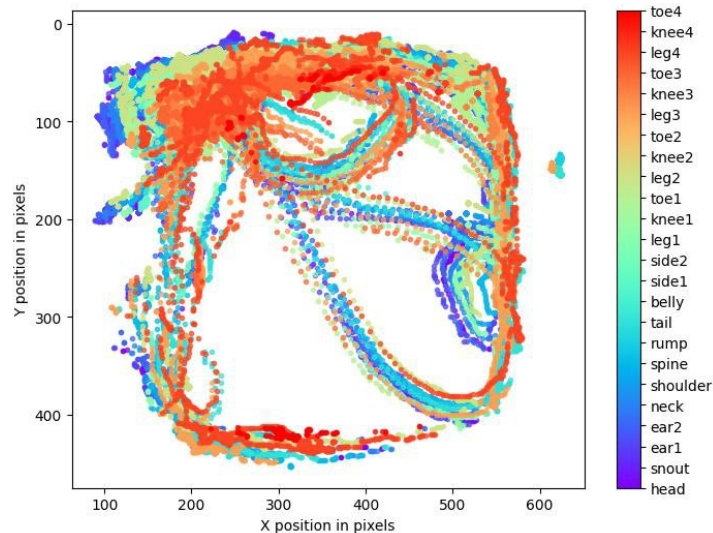 0
100
200
300
400
100
200
300
400
500
600
X position in pixels
Y position in pixels
toe4
knee4
leg4
toe3
knee3
leg3
toe2
knee2
leg2
toe1
knee1
leg1
side2
side1
belly
tail
rump
spine
shoulder
neck
ear2
ear1
snout
head